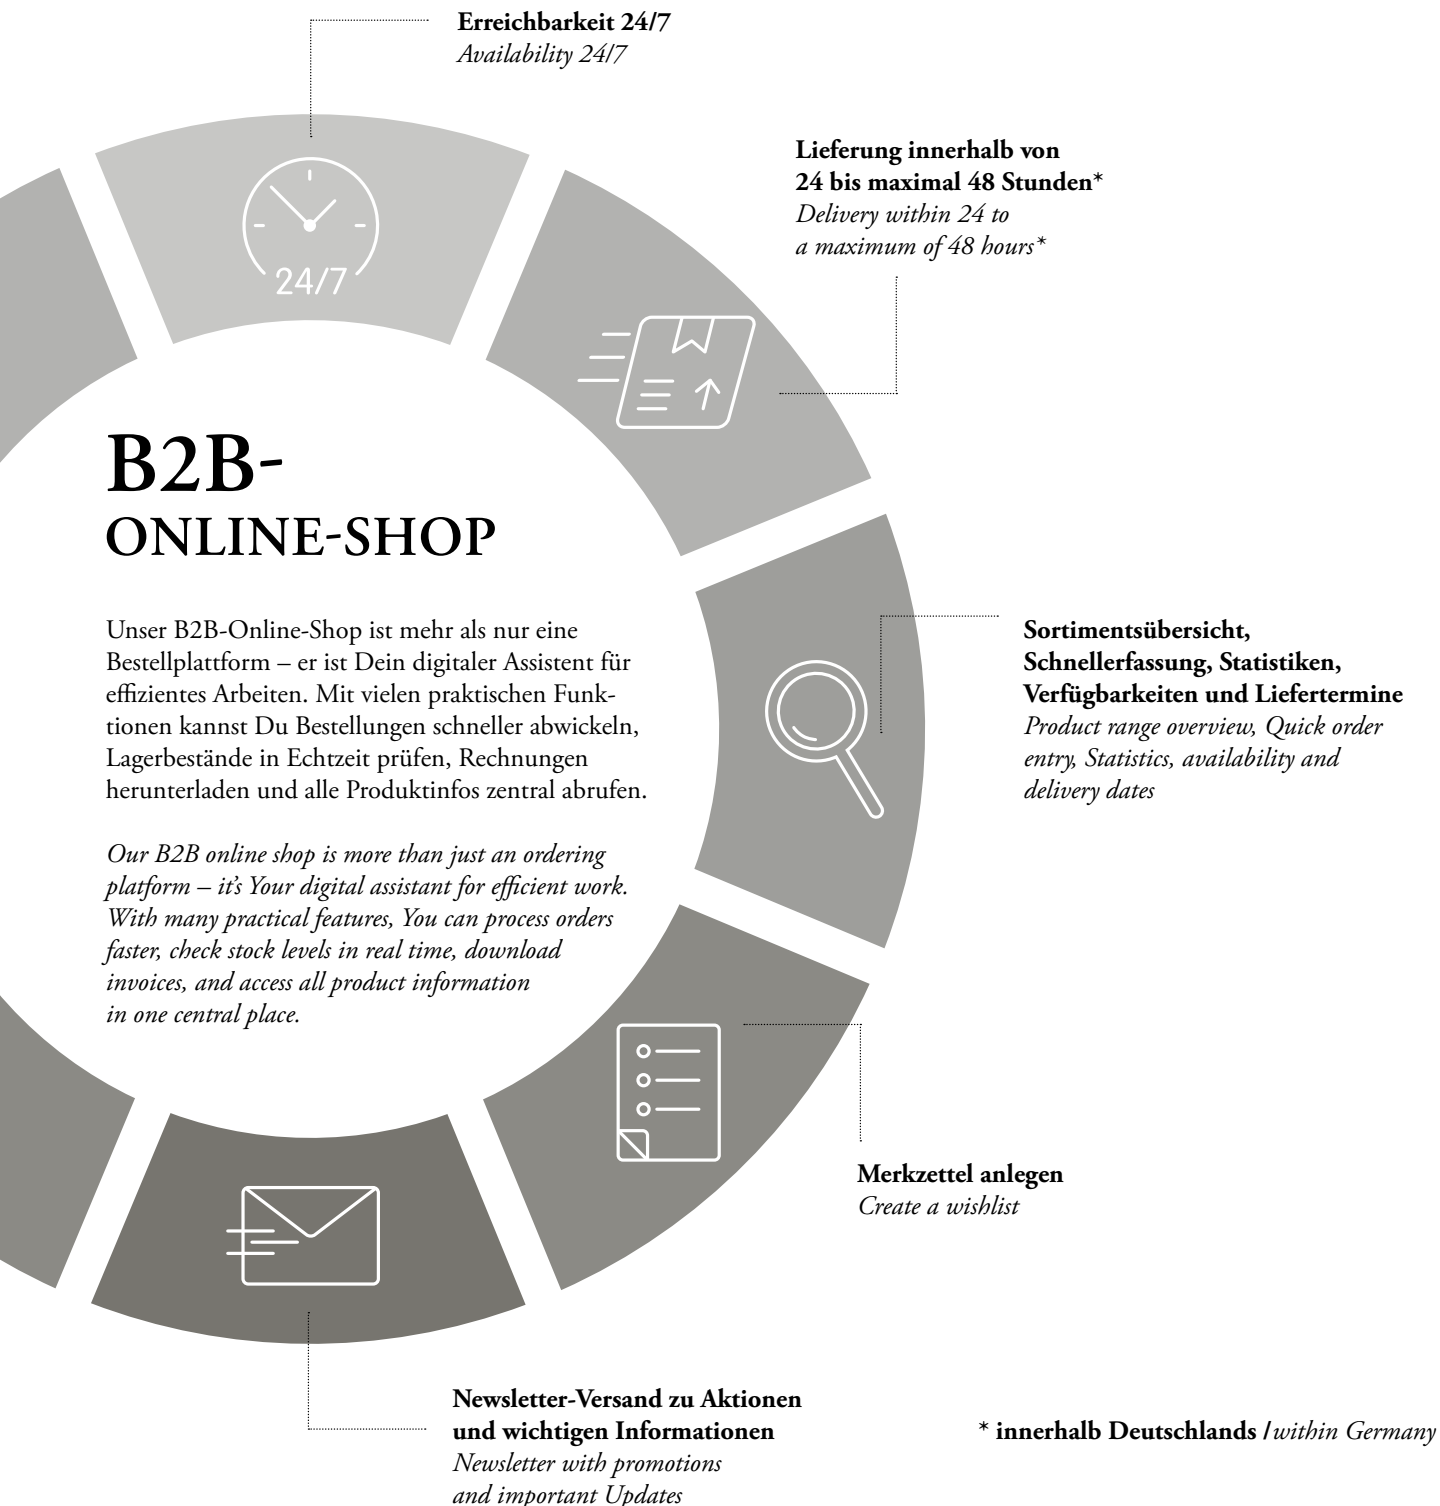 Erreichbarkeit 24/7
Availability 24/7
24/7
Lieferung innerhalb von
24 bis maximal 48 Stunden*
Delivery within 24 to
a maximum of 48 hours*
B2B-
ONLINE-SHOP
Unser B2B-Online-Shop ist mehr als nur eine
Bestellplattform – er ist Dein digitaler Assistent für
effizientes Arbeiten. Mit vielen praktischen Funk-
tionen kannst Du Bestellungen schneller abwickeln,
Lagerbestände in Echtzeit prüfen, Rechnungen
herunterladen und alle Produktinfos zentral abrufen.
Our B2B online shop is more than just an ordering
platform – it’s Your digital assistant for efficient work.
With many practical features, You can process orders
faster, check stock levels in real time, download
invoices, and access all product information
in one central place.
Sortimentsübersicht,
Schnellerfassung, Statistiken,
Verfügbarkeiten und Liefertermine
Product range overview, Quick order
entry, Statistics, availability and
delivery dates
Merkzettel anlegen
Create a wishlist
Newsletter-Versand zu Aktionen
und wichtigen Informationen
Newsletter with promotions
and important Updates
* innerhalb Deutschlands / within Germany